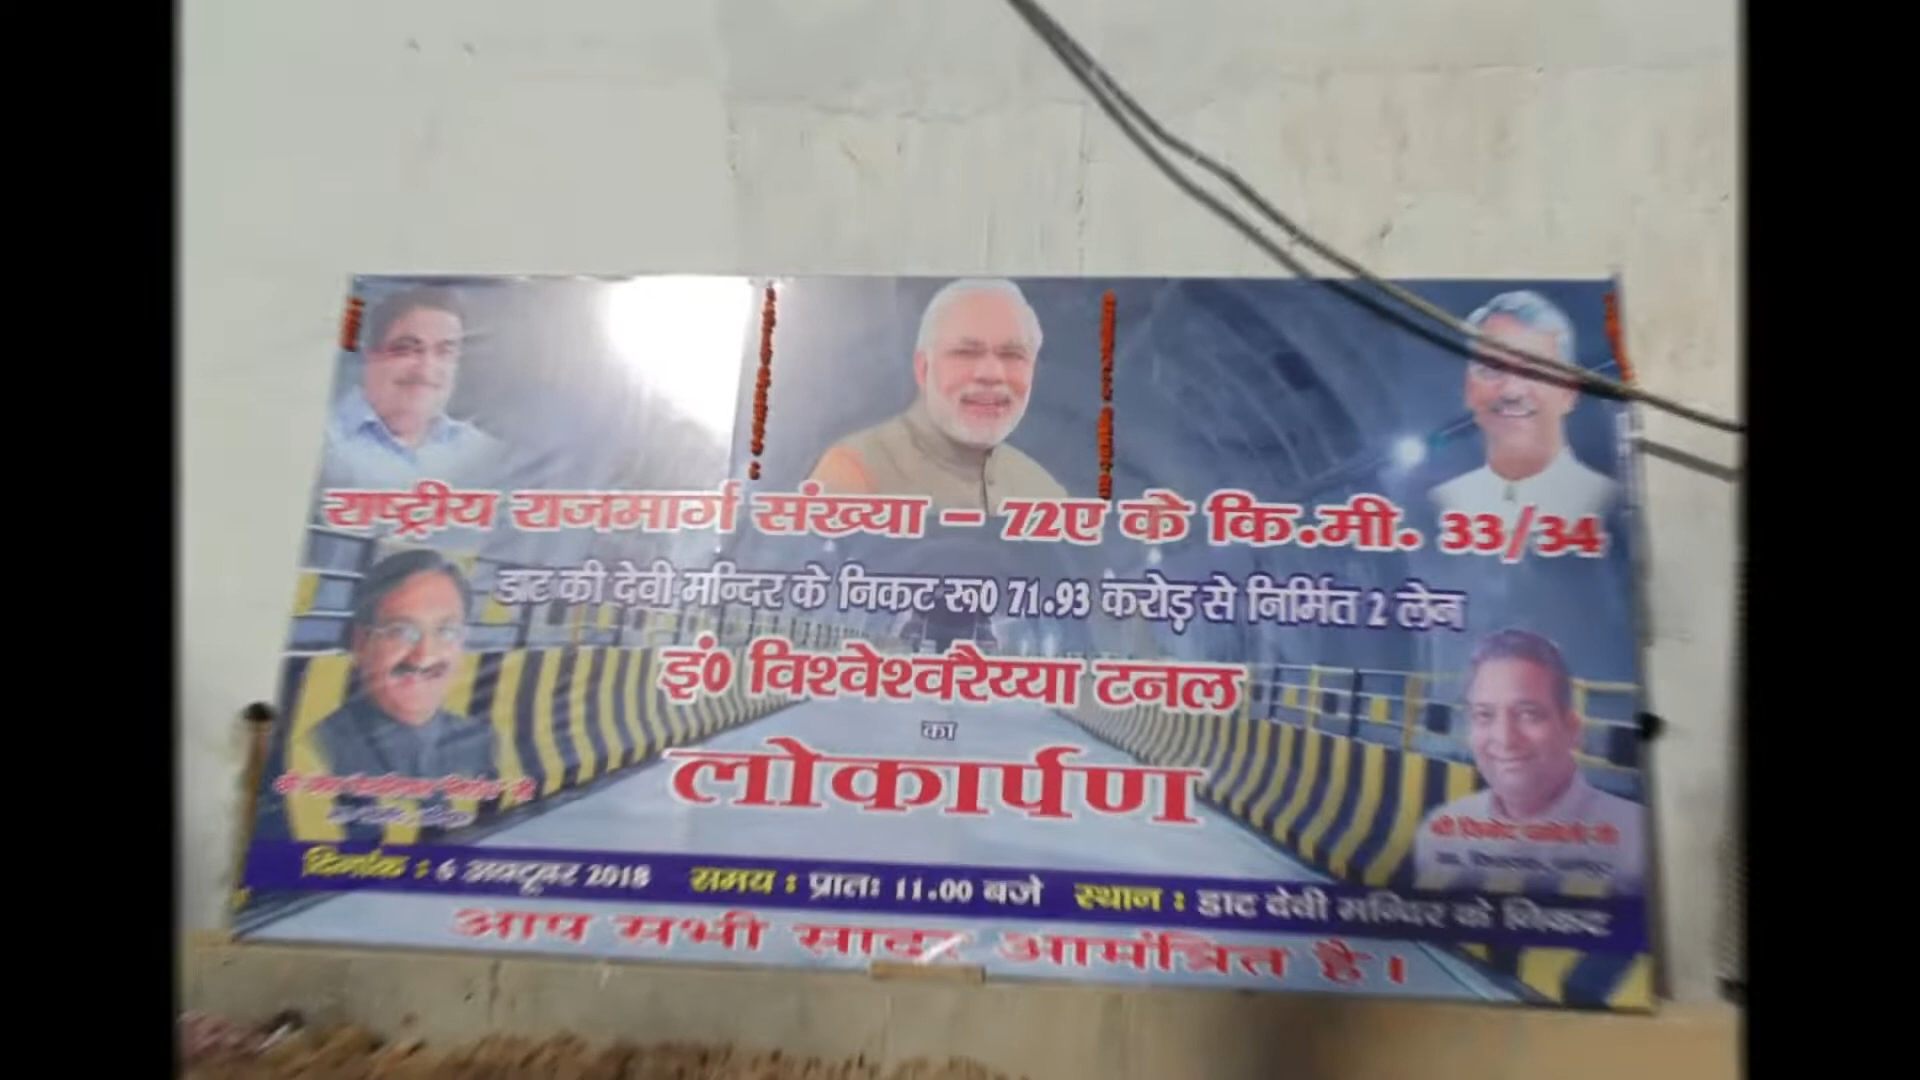 राष्ट्रीय राजमार्ग संख्या – 72ए के कि.मी. 33/34
डाट की देवी मन्दिर के निकट रू0 71.93 करोड़ से निर्मित 2 लेन
इं0 विश्वेश्वरैय्या टनल
का
लोकार्पण
दिनांक : 6 अक्टूबर 2018 समय : प्रातः 11.00 बजे स्थान : डाट देवी मन्दिर के निकट
आप सभी सादर आमंत्रित है।